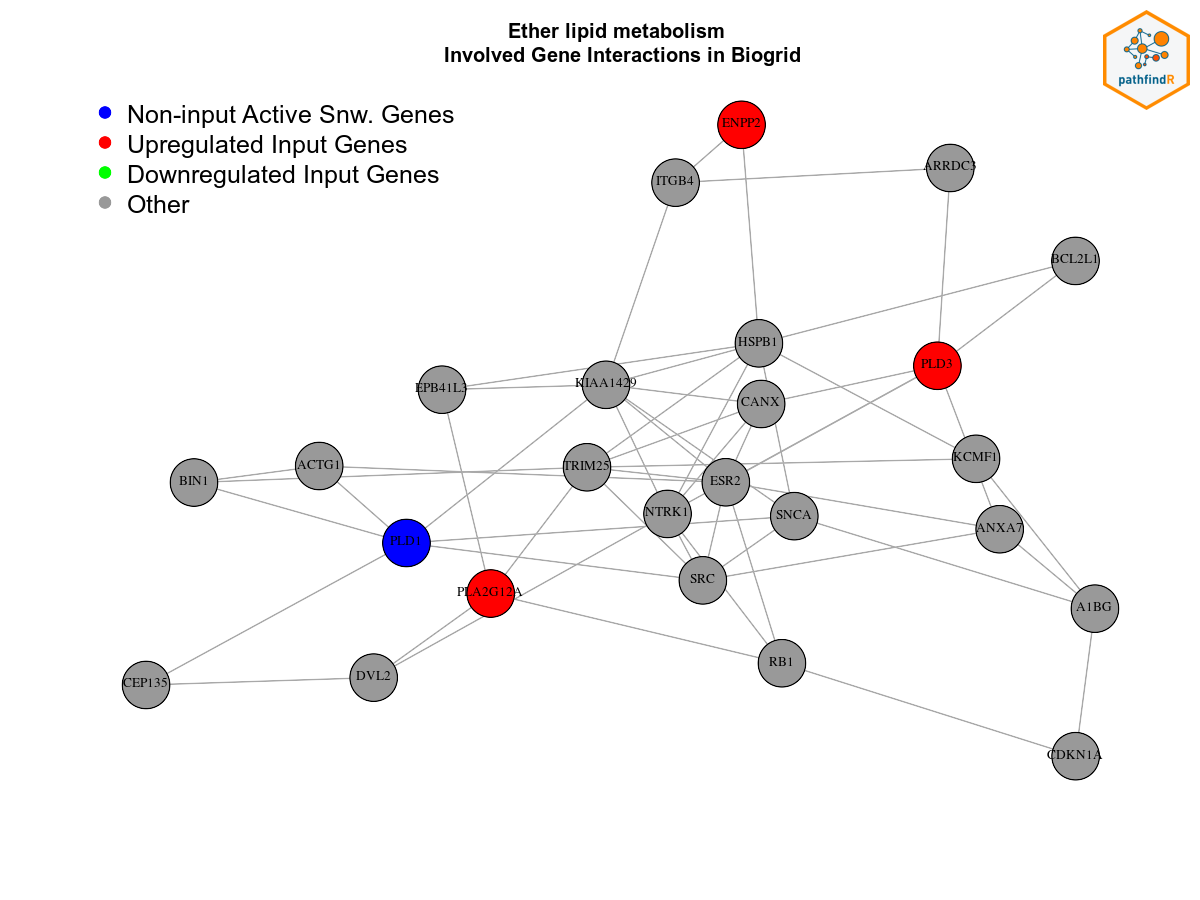 Ether lipid metabolism
Involved Gene Interactions in Biogrid
pathfindR
Non-input Active Snw. Genes
Upregulated Input Genes
Downregulated Input Genes
Other
ENPP2
ITGB4
ARRDC3
BCL2L1
HSPB1
PLD3
EPB41L3
KIAA1429
CANX
BIN1
ACTG1
TRIM25
ESR2
KCMF1
NTRK1
SNCA
ANXA7
PLD1
SRC
PLA2G12A
A1BG
CEP135
DVL2
RB1
CDKN1A